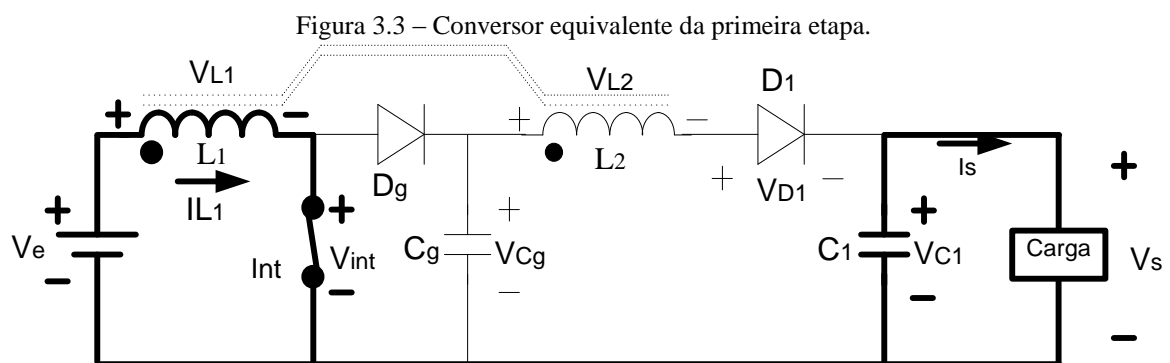 Figura 3.3 – Conversor equivalente da primeira etapa.
VL1
VL2
D1
+
–
+
–
L1
L2
Is
IL1
Dg
+
VD1
–
+
Ve
–
Int
+
Vint
–
Cg
+
VCg
–
C1
+
VC1
–
Carga
+
Vs
–